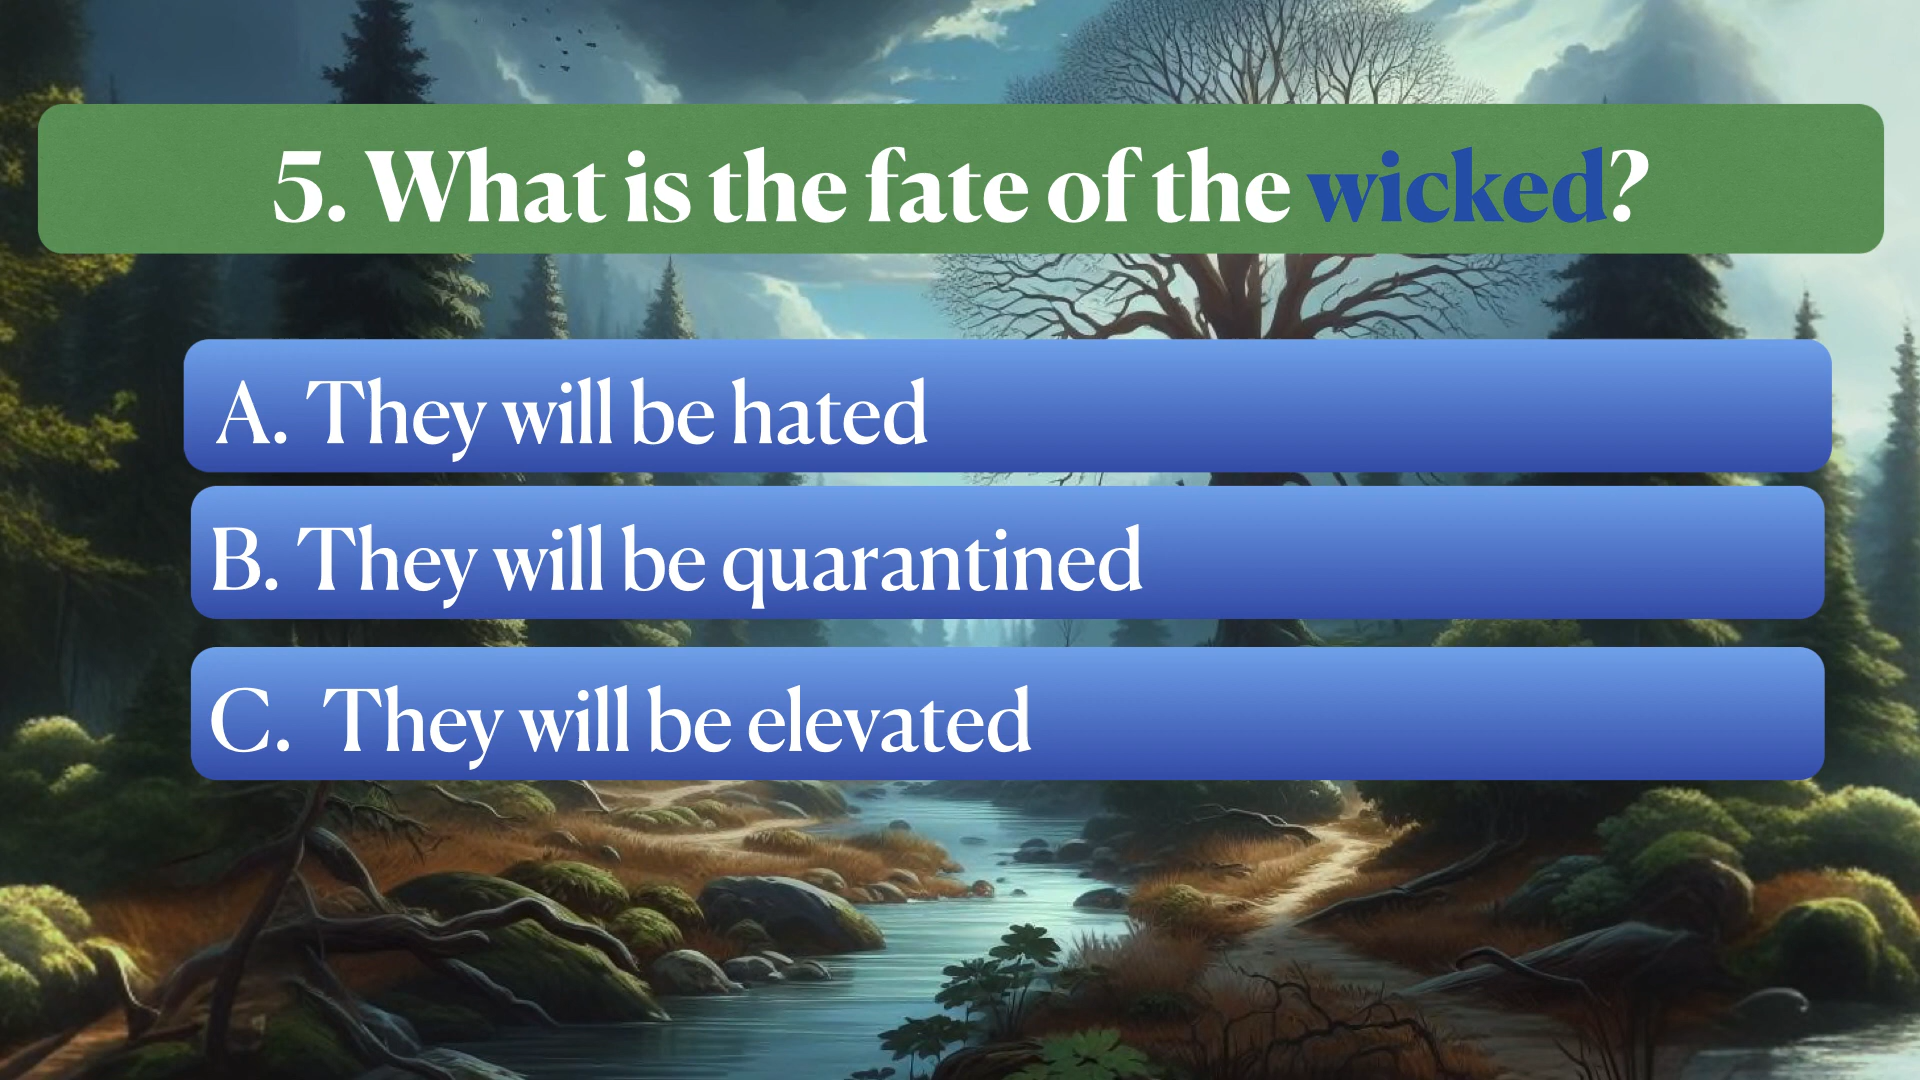 5. What is the fate of the wicked?
A. They will be hated
B. They will be quarantined
C. They will be elevated